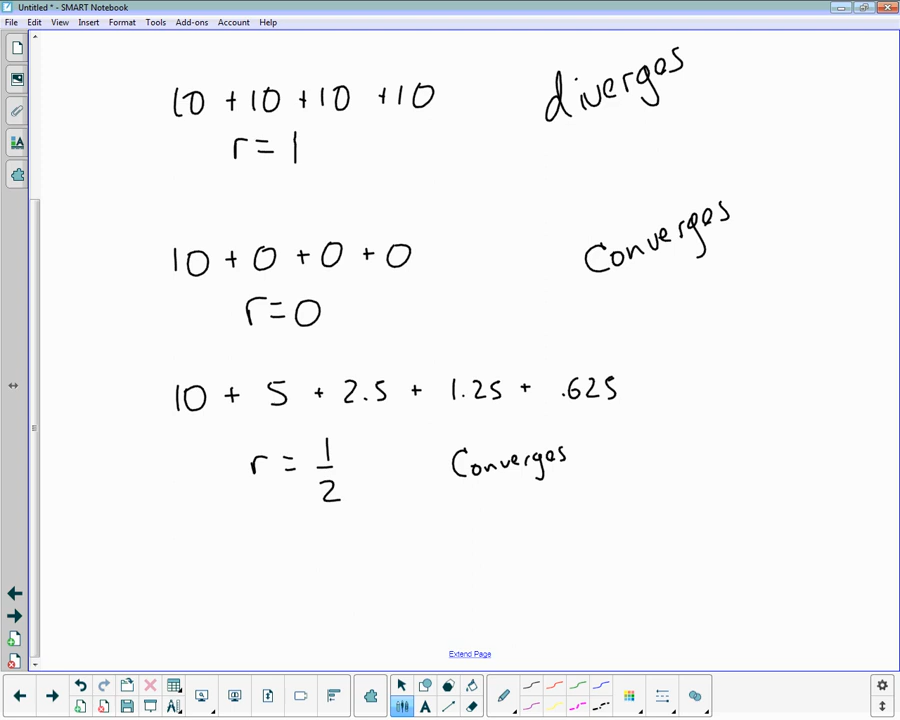 Untitled * - SMART Notebook
File Edit View Insert Format Tools Add-ons Account Help
10 + 10 + 10 + 10 diverges
r = 1
10 + 0 + 0 + 0 Converges
r = 0
10 + 5 + 2.5 + 1.25 + .625
r = 1/2 Converges
Extend Page